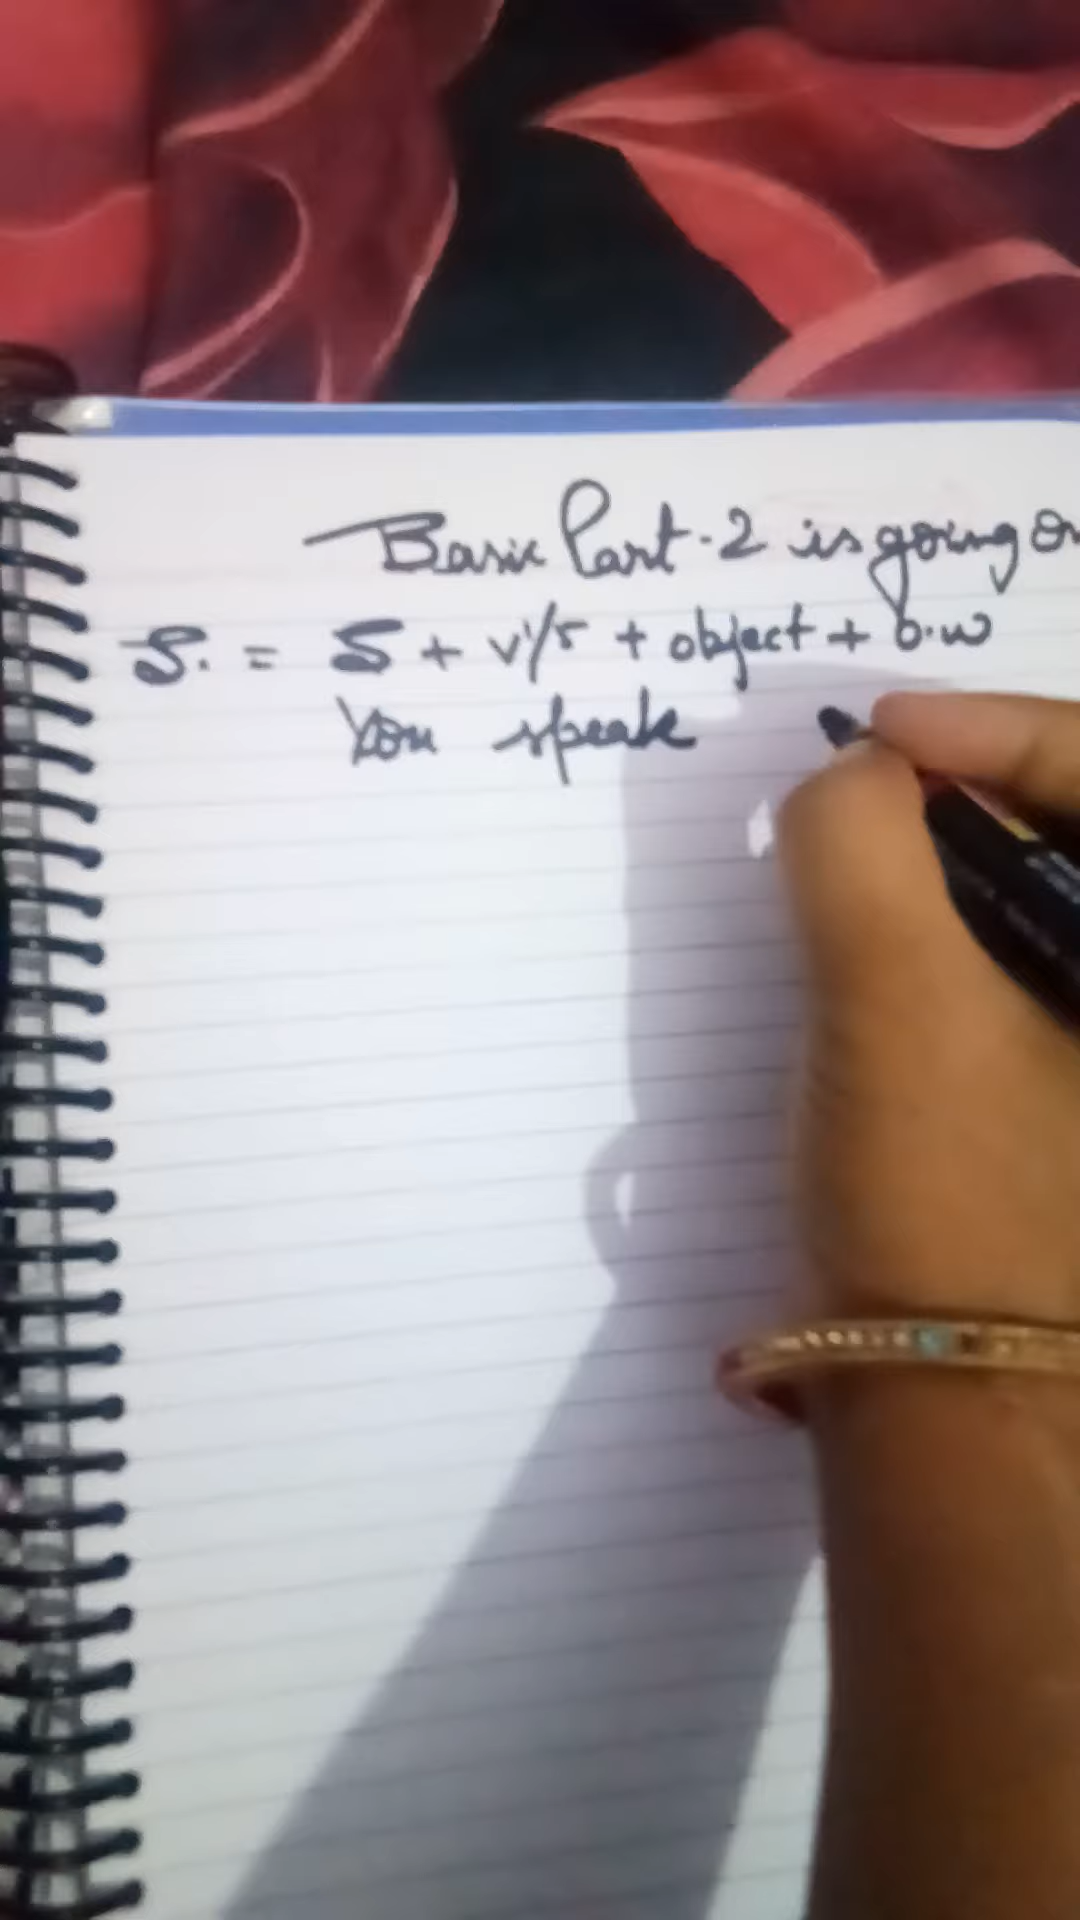 Basic Part-2 is going on
S. = S + v¹/5 + object + o.w
You speak